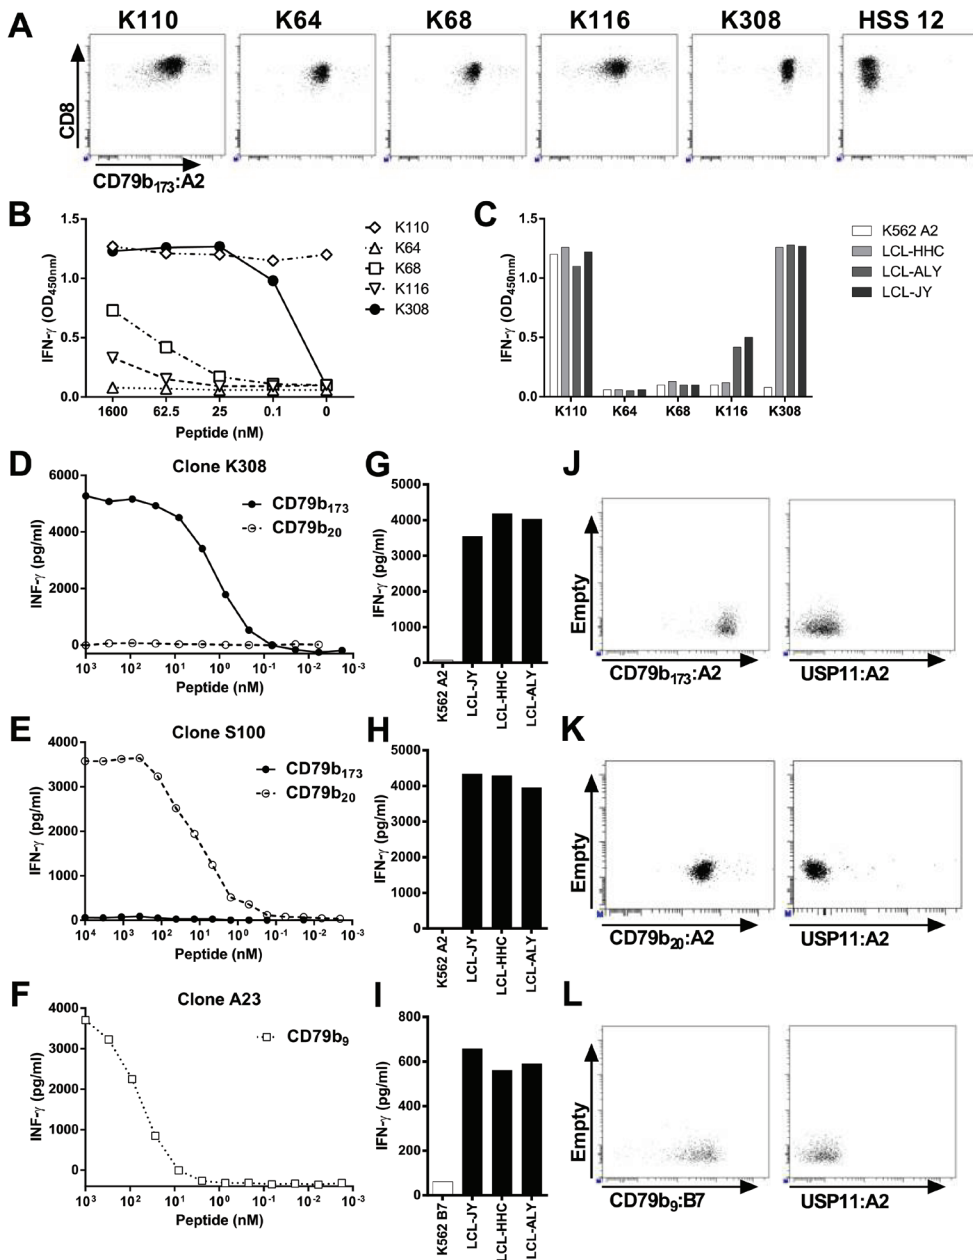 A
K110
K64
K68
K116
K308
HSS 12
CD8
CD79b173:A2
B
1.5
1.0
0.5
0.0
IFN-γ (OD450nm)
1600
62.5
25
0.1
0
Peptide (nM)
K110
K64
K68
K116
K308
C
1.5
1.0
0.5
0.0
IFN-γ (OD450nm)
K110
K64
K68
K116
K308
K562 A2
LCL-HHC
LCL-ALY
LCL-JY
D
Clone K308
6000
4000
2000
0
INF-γ (pg/ml)
10³
10²
10¹
10⁰
10⁻¹
10⁻²
10⁻³
Peptide (nM)
CD79b173
CD79b20
G
5000
4000
3000
2000
1000
0
IFN-γ (pg/ml)
K562 A2
LCL-JY
LCL-HHC
LCL-ALY
J
Empty
CD79b173:A2
USP11:A2
E
Clone S100
4000
3000
2000
1000
0
IFN-γ (pg/ml)
10⁴
10³
10²
10¹
10⁰
10⁻¹
10⁻²
10⁻³
Peptide (nM)
CD79b173
CD79b20
H
5000
4000
3000
2000
1000
0
IFN-γ (pg/ml)
K562 A2
LCL-JY
LCL-HHC
LCL-ALY
K
Empty
CD79b20:A2
USP11:A2
F
Clone A23
4000
3000
2000
1000
0
INF-γ (pg/ml)
10³
10²
10¹
10⁰
10⁻¹
10⁻²
10⁻³
Peptide (nM)
CD79b9
I
800
600
400
200
0
IFN-γ (pg/ml)
K562 B7
LCL-JY
LCL-HHC
LCL-ALY
L
Empty
CD79b9:B7
USP11:A2